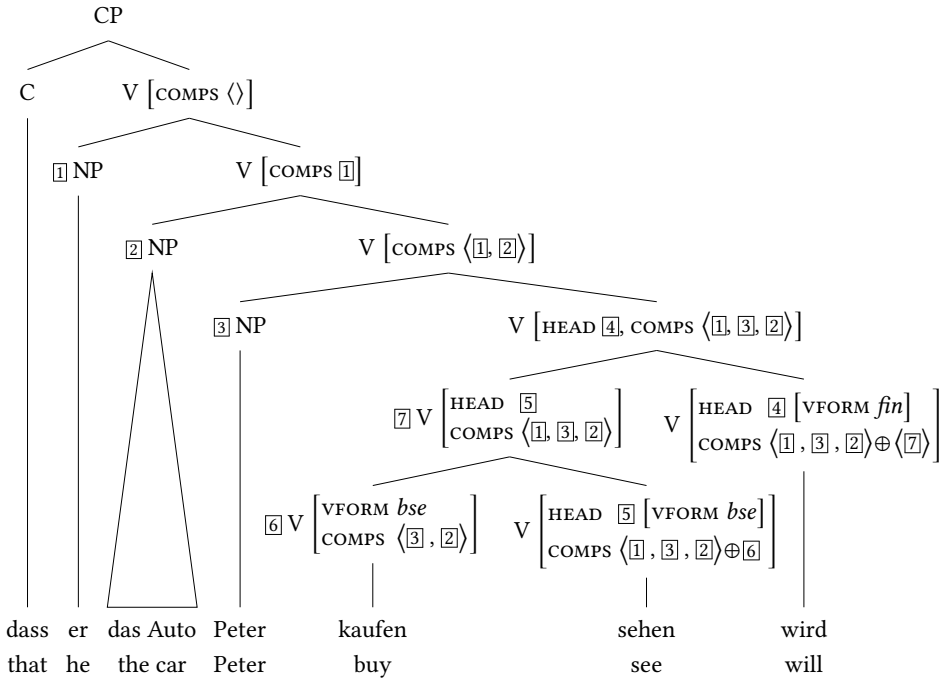 CP
C V [COMPS ⟨⟩]
1 NP V [COMPS 1]
2 NP V [COMPS ⟨1, 2⟩]
3 NP V [HEAD 4, COMPS ⟨1, 3, 2⟩]
7 V [HEAD 5 COMPS ⟨1, 3, 2⟩] V [HEAD 4 [VFORM fin] COMPS ⟨1 , 3 , 2⟩⊕⟨7⟩]
6 V [VFORM bse COMPS ⟨3 , 2⟩] V [HEAD 5 [VFORM bse] COMPS ⟨1 , 3 , 2⟩⊕6]
dass er das Auto Peter kaufen sehen wird
that he the car Peter buy see will